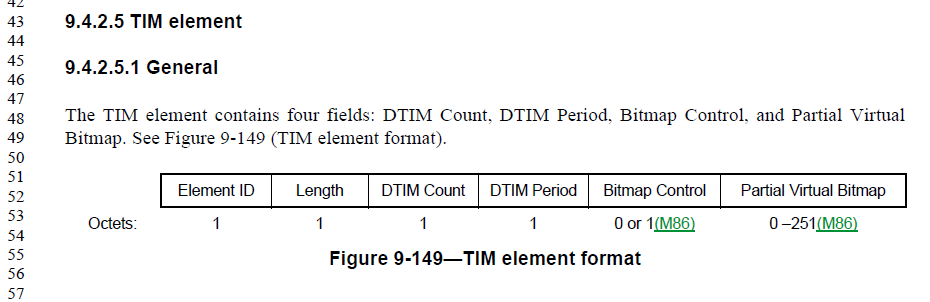 42
43 9.4.2.5 TIM element
44
45 9.4.2.5.1 General
46
47
48 The TIM element contains four fields: DTIM Count, DTIM Period, Bitmap Control, and Partial Virtual
49 Bitmap. See Figure 9-149 (TIM element format).
50
51 Element ID Length DTIM Count DTIM Period Bitmap Control Partial Virtual Bitmap
52
53 Octets: 1 1 1 1 0 or 1(M86) 0–251(M86)
54
55 Figure 9-149—TIM element format
56
57